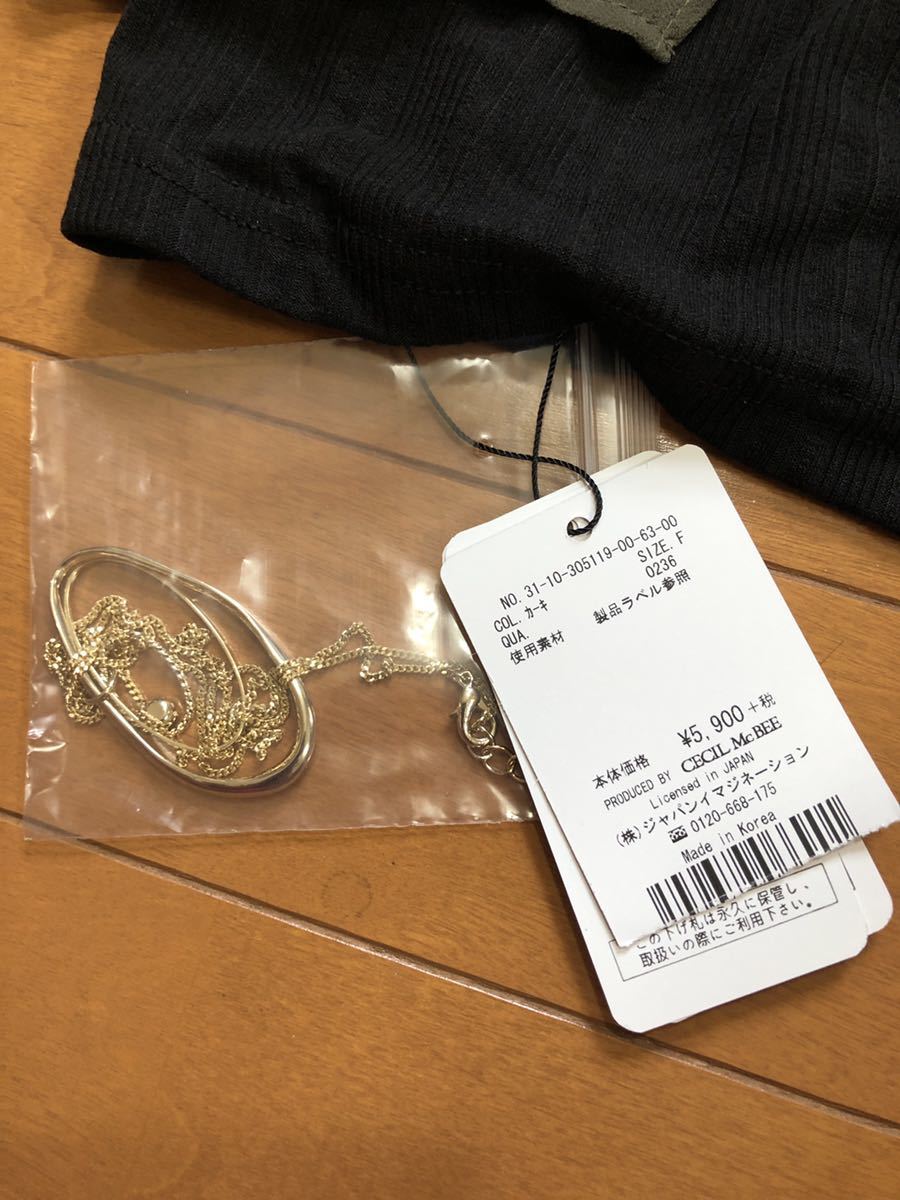 NO. 31-10-305119-00-63-00
COL. カーキ SIZE. F
QUA. 0236
使用素材 製品ラベル参照
本体価格 ¥5,900 +税
PRODUCED BY CECIL McBEE
Licensed in JAPAN
(株)ジャパンイマジネーション
☎ 0120-668-175
Made in Korea
この下げ札は永久に保管し、
取扱いの際にご利用下さい。